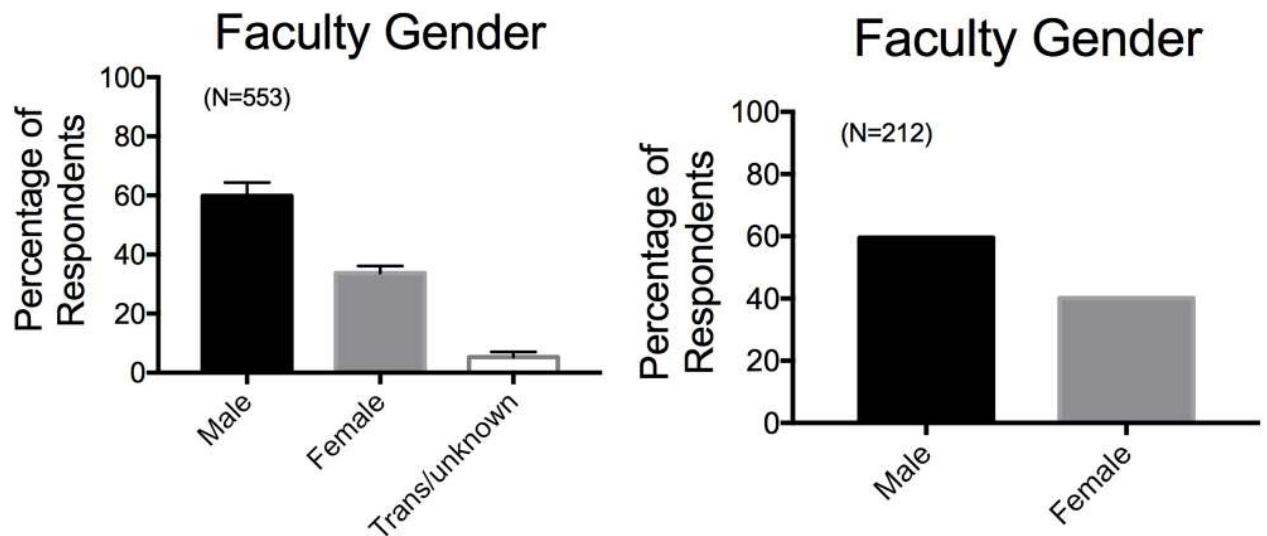 Faculty Gender
(N=553)
Percentage of
Respondents
100
80
60
40
20
0
Male
Female
Trans/unknown
Faculty Gender
(N=212)
Percentage of
Respondents
100
80
60
40
20
0
Male
Female